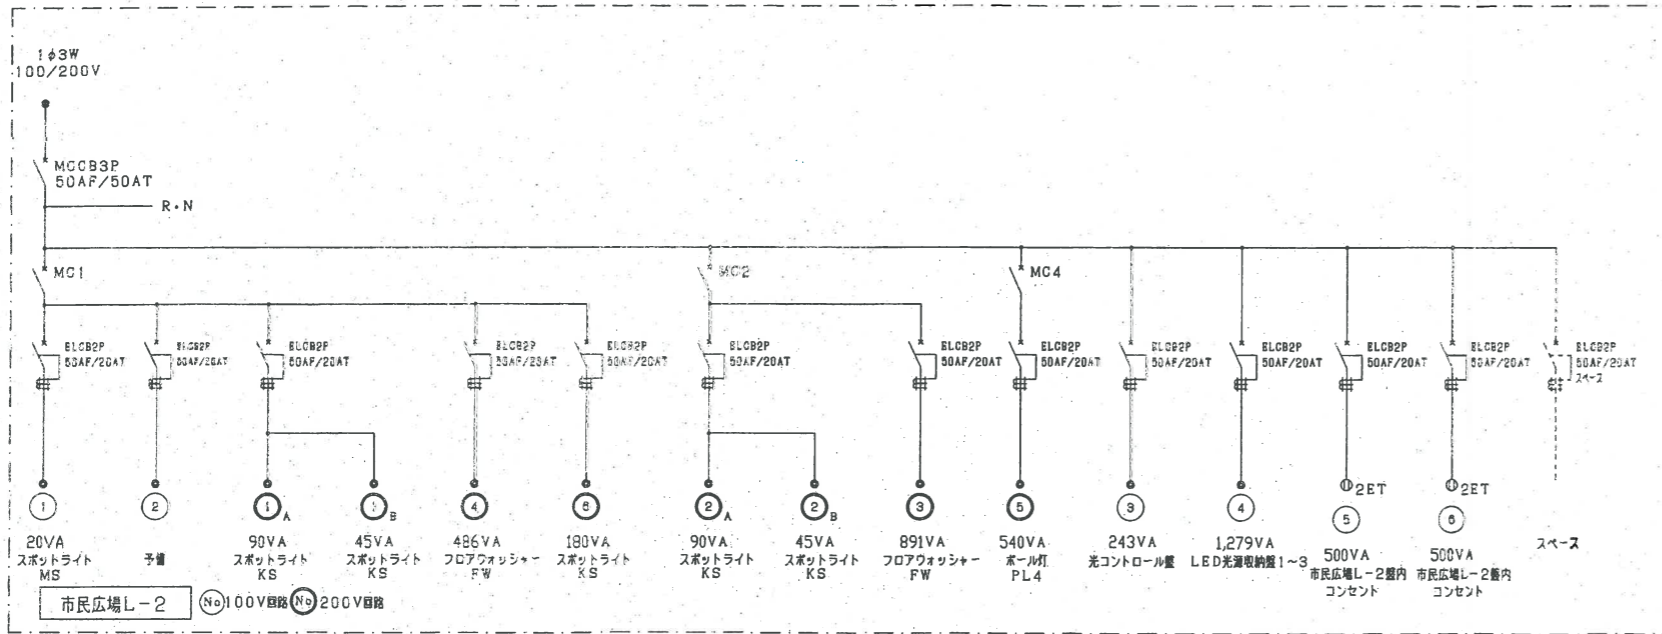 1φ3W
100/200V
MCCB3P
50AF/50AT
R・N
MC1
MC2
MC4
ELCB2P
50AF/20AT
ELCB2P
50AF/20AT
ELCB2P
50AF/20AT
ELCB2P
50AF/20AT
ELCB2P
50AF/20AT
ELCB2P
50AF/20AT
ELCB2P
50AF/20AT
ELCB2P
50AF/20AT
ELCB2P
50AF/20AT
ELCB2P
50AF/20AT
ELCB2P
50AF/20AT
ELCB2P
50AF/20AT
ELCB2P
50AF/20AT
スペース
1
20VA
スポットライト
MS
2
予備
1 A
90VA
スポットライト
KS
1 B
45VA
スポットライト
KS
4
486VA
フロアウォッシャー
FW
6
180VA
スポットライト
KS
2 A
90VA
スポットライト
KS
2 B
45VA
スポットライト
KS
3
891VA
フロアウォッシャー
FW
5
540VA
ポール灯
PL4
3
243VA
光コントロール盤
4
1,279VA
LED光源収納盤1~3
2ET
5
500VA
市民広場L-2盤内
コンセント
2ET
6
500VA
市民広場L-2盤内
コンセント
スペース
市民広場L-2
No 100V回路 No 200V回路